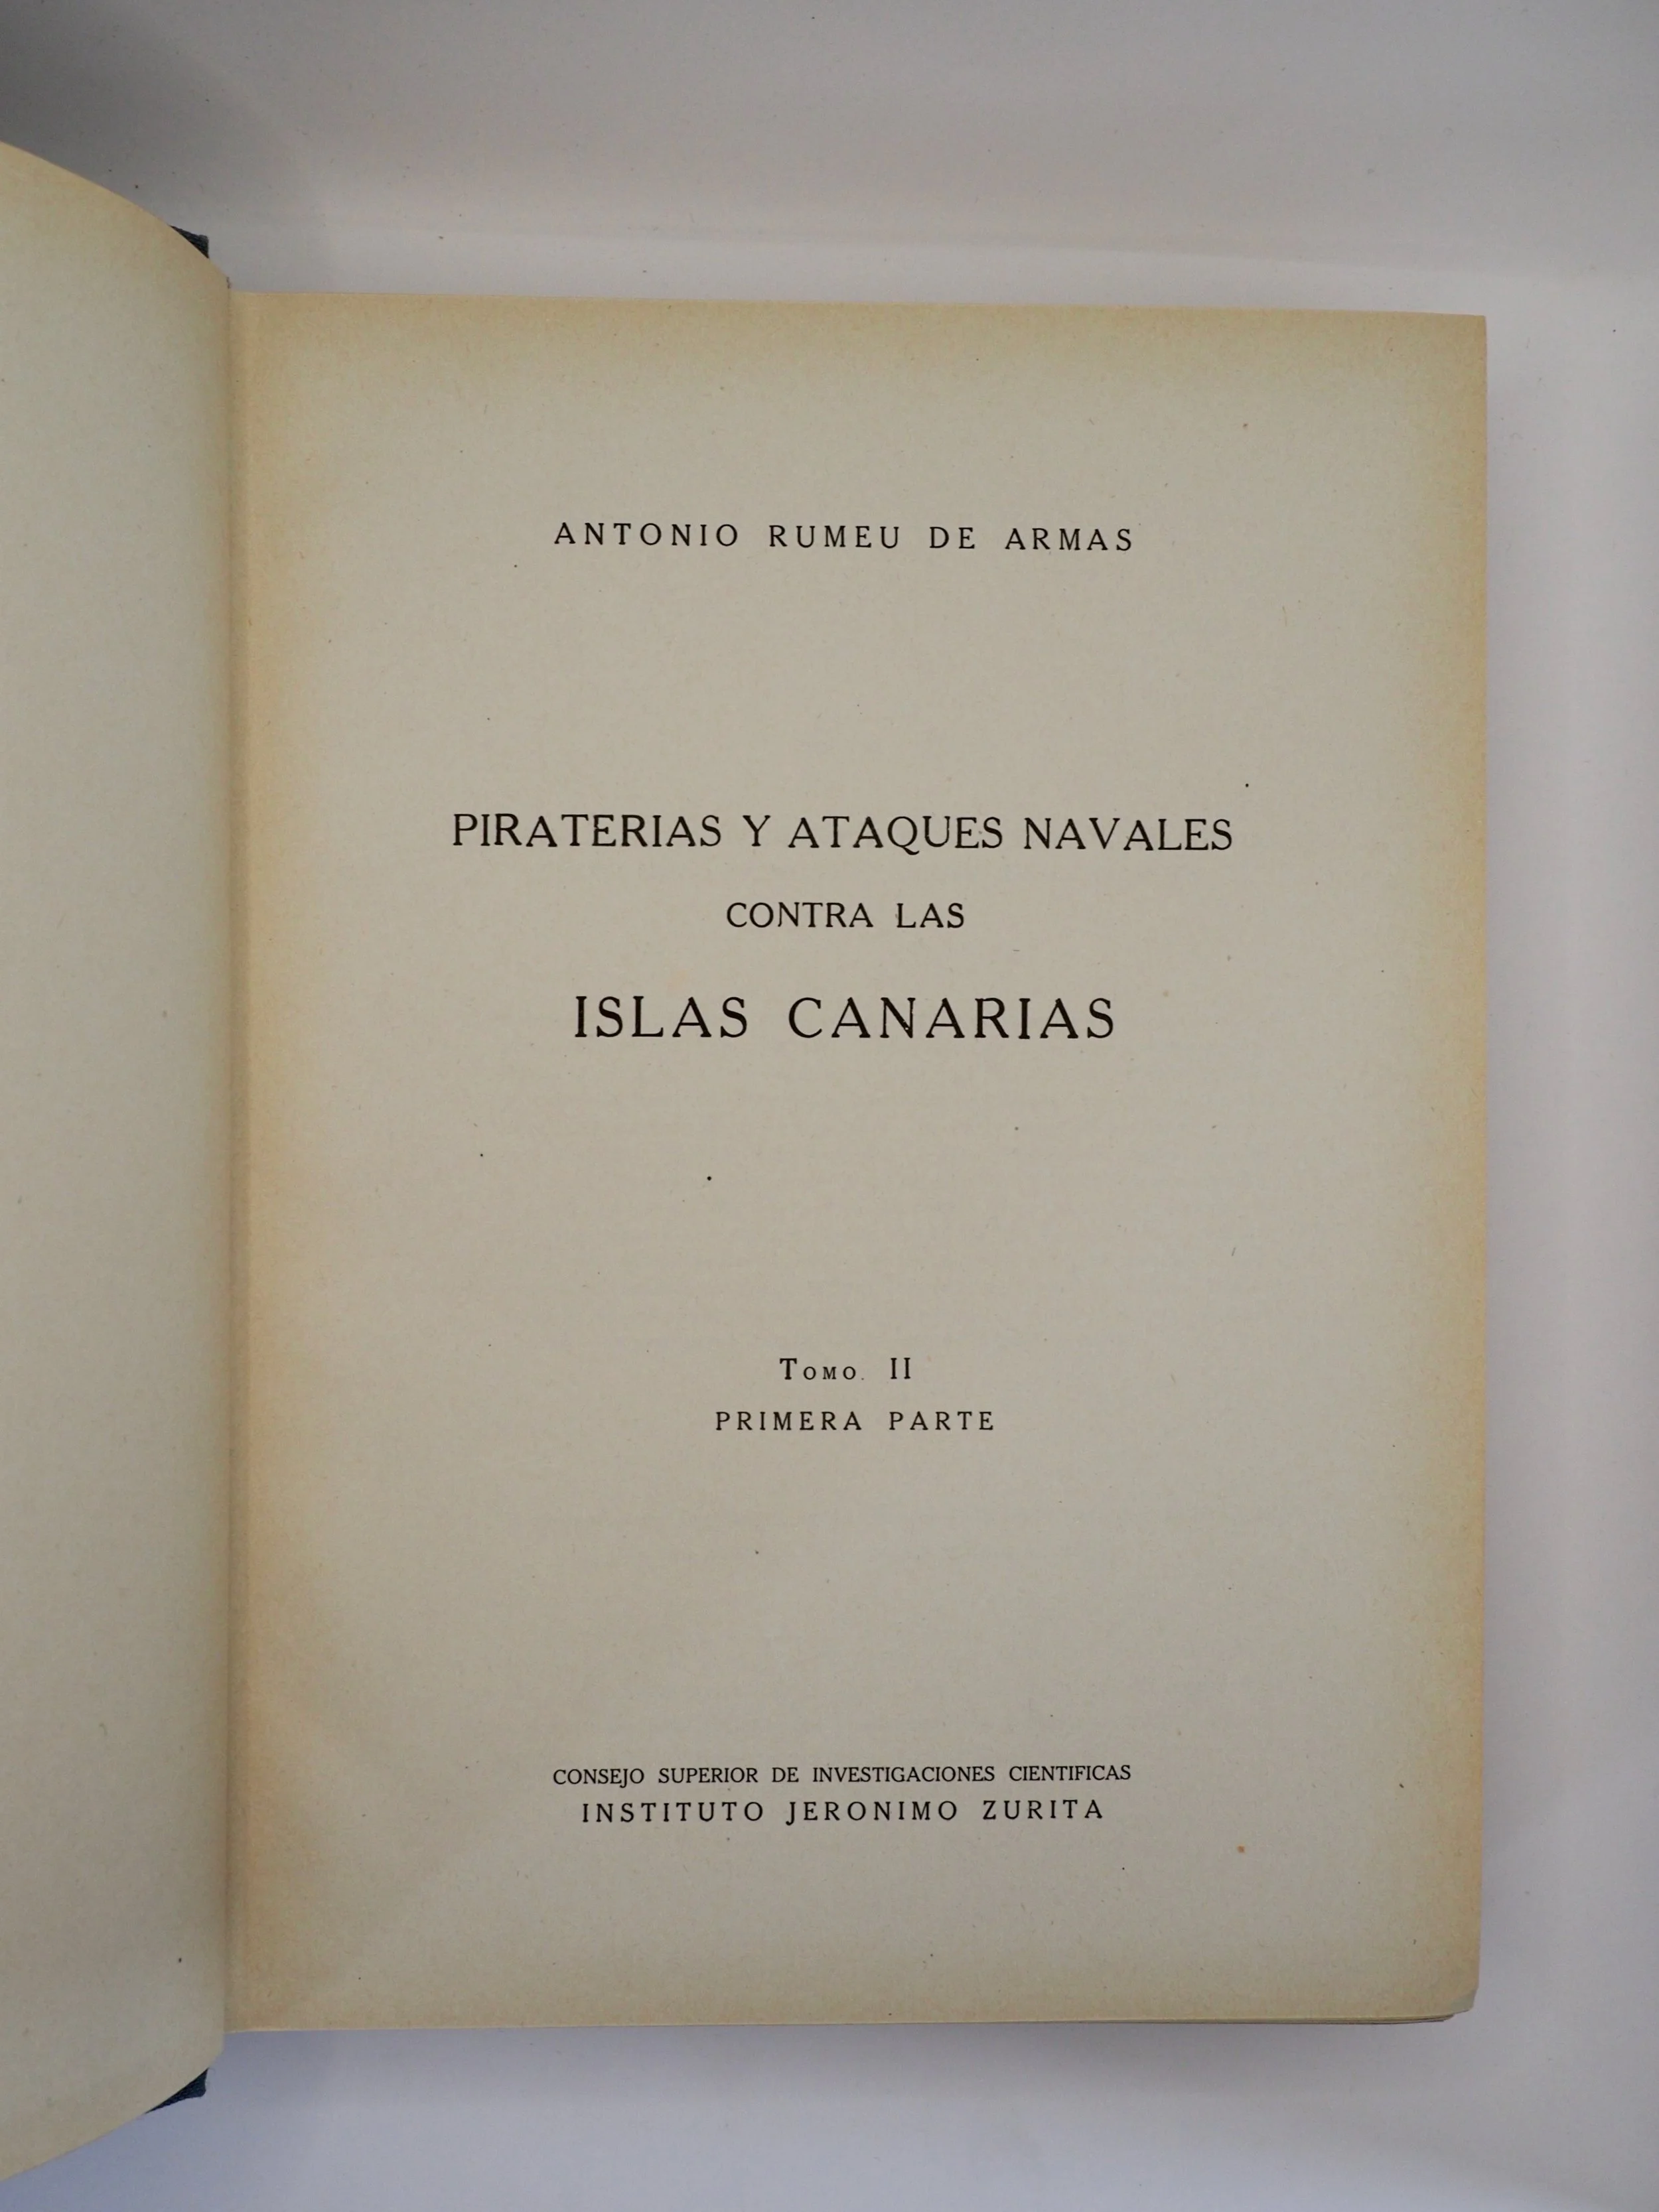 ANTONIO RUMEU DE ARMAS
PIRATERIAS Y ATAQUES NAVALES
CONTRA LAS
ISLAS CANARIAS
TOMO II
PRIMERA PARTE
CONSEJO SUPERIOR DE INVESTIGACIONES CIENTIFICAS
INSTITUTO JERONIMO ZURITA